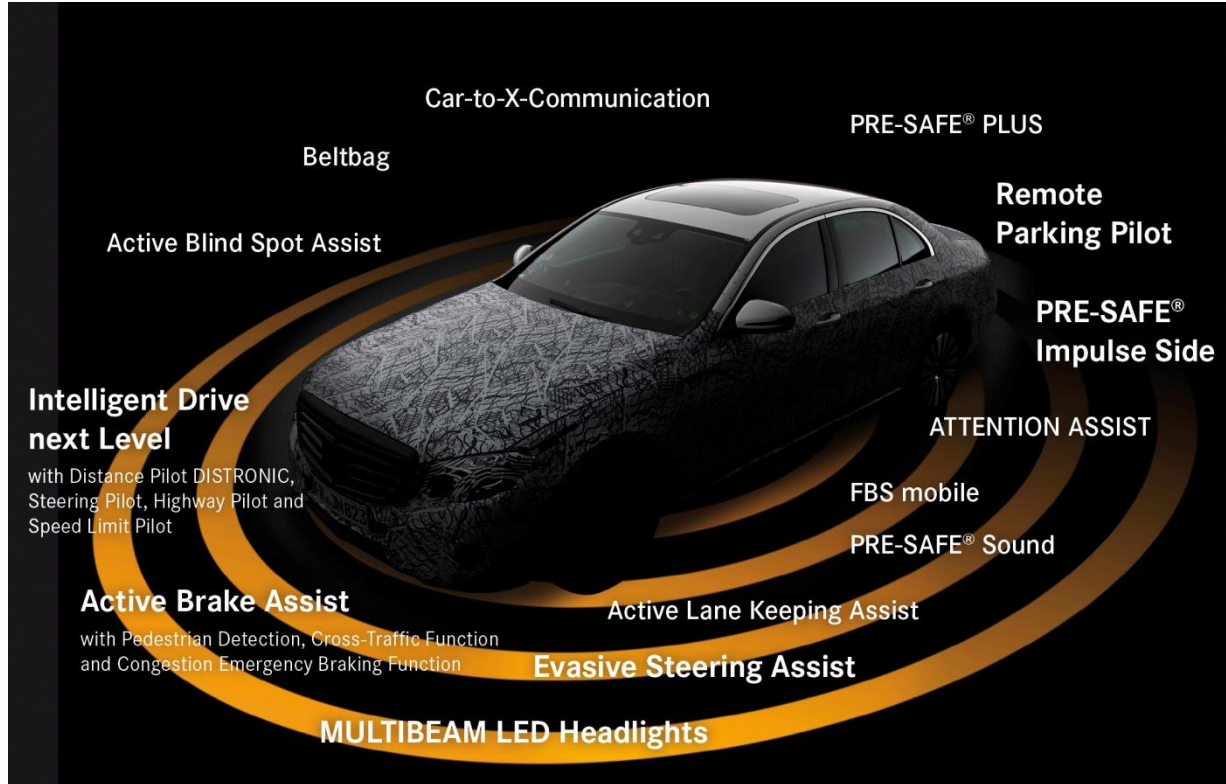 Car-to-X-Communication
PRE-SAFE® PLUS
Beltbag
Remote
Parking Pilot
Active Blind Spot Assist
PRE-SAFE®
Impulse Side
Intelligent Drive
next Level
with Distance Pilot DISTRONIC,
Steering Pilot, Highway Pilot and
Speed Limit Pilot
ATTENTION ASSIST
FBS mobile
PRE-SAFE® Sound
Active Brake Assist
with Pedestrian Detection, Cross-Traffic Function
and Congestion Emergency Braking Function
Active Lane Keeping Assist
Evasive Steering Assist
MULTIBEAM LED Headlights